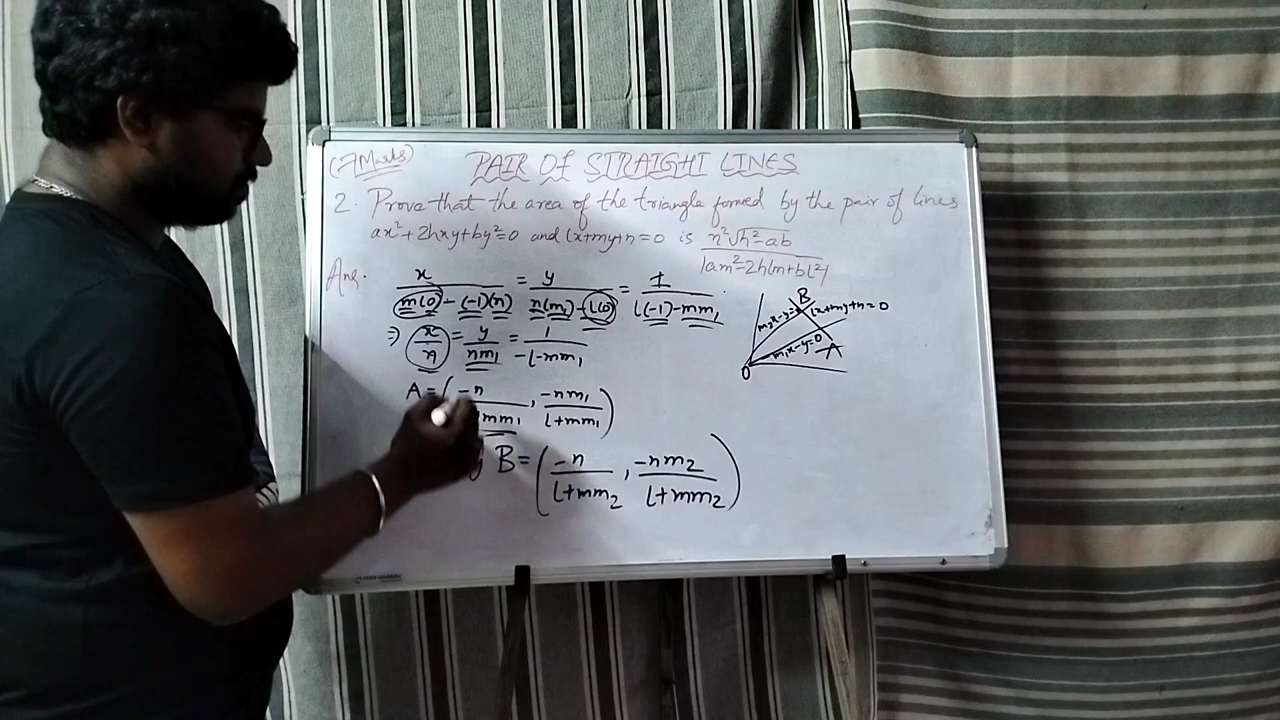 (7 Marks) PAIR OF STRAIGHT LINES
2. Prove that the area of the triangle formed by the pair of lines
ax²+2hxy+by²=0 and lx+my+n=0 is n²√h²-ab / |am²-2hlm+bl²|
Ans. x / m(0)-(-1)(n) = y / n(m₁)-l(0) = 1 / l(-1)-mm₁
⇒ x/n = y/nm₁ = 1/-l-mm₁
A=(-n / mm₁, -nm₁ / l+mm₁)
y B=(-n / l+mm₂, -nm₂ / l+mm₂)
B
lx+my+n=0
m₂x-y=
m₁x-y=0
A
O